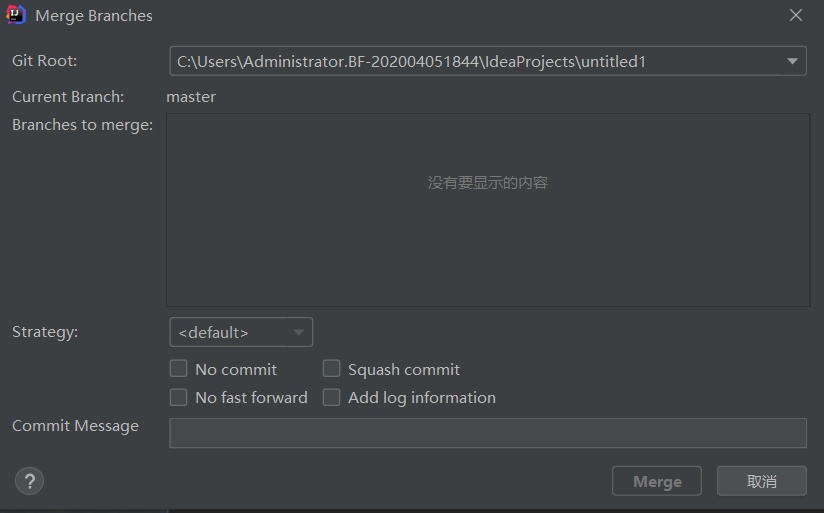 Merge Branches
Git Root: C:\Users\Administrator.BF-202004051844\IdeaProjects\untitled1
Current Branch: master
Branches to merge:
没有要显示的内容
Strategy: <default>
No commit Squash commit
No fast forward Add log information
Commit Message
? Merge 取消